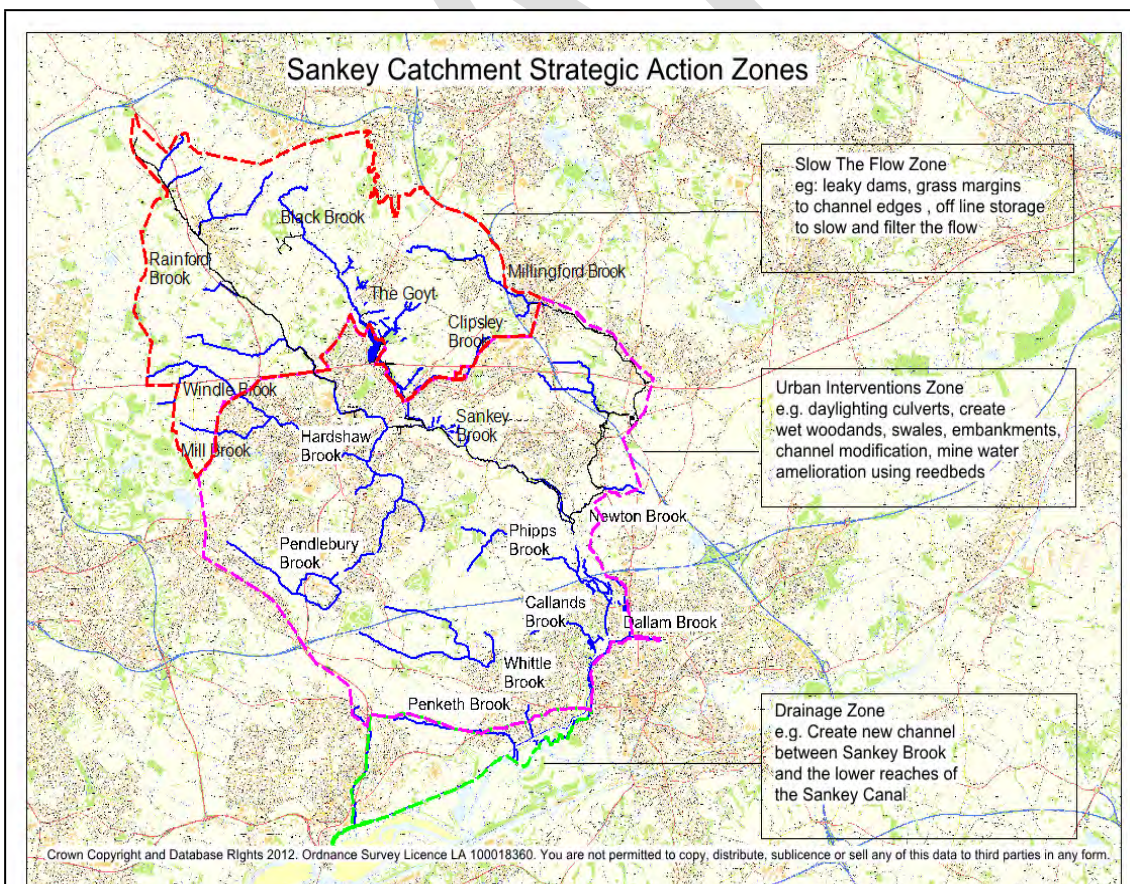 Sankey Catchment Strategic Action Zones
Slow The Flow Zone
eg: leaky dams, grass margins
to channel edges , off line storage
to slow and filter the flow
Black Brook
Rainford
Brook
Millingford Brook
The Goyt
Clipsley
Brook
Windle Brook
Urban Interventions Zone
e.g. daylighting culverts, create
wet woodands, swales, embankments,
channel modification, mine water
amelioration using reedbeds
Sankey
Brook
Hardshaw
Brook
Mill Brook
Newton Brook
Phipps
Brook
Pendlebury
Brook
Callands
Brook
Dallam Brook
Whittle
Brook
Penketh Brook
Drainage Zone
e.g. Create new channel
between Sankey Brook
and the lower reaches of
the Sankey Canal
Crown Copyright and Database RIghts 2012. Ordnance Survey Licence LA 100018360. You are not permitted to copy, distribute, sublicence or sell any of this data to third parties in any form.